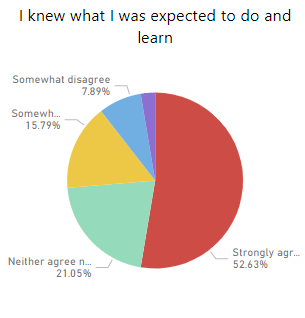 I knew what I was expected to do and
learn
Somewhat disagree
7.89%
Somewh...
15.79%
Neither agree n...
21.05%
Strongly agr...
52.63%